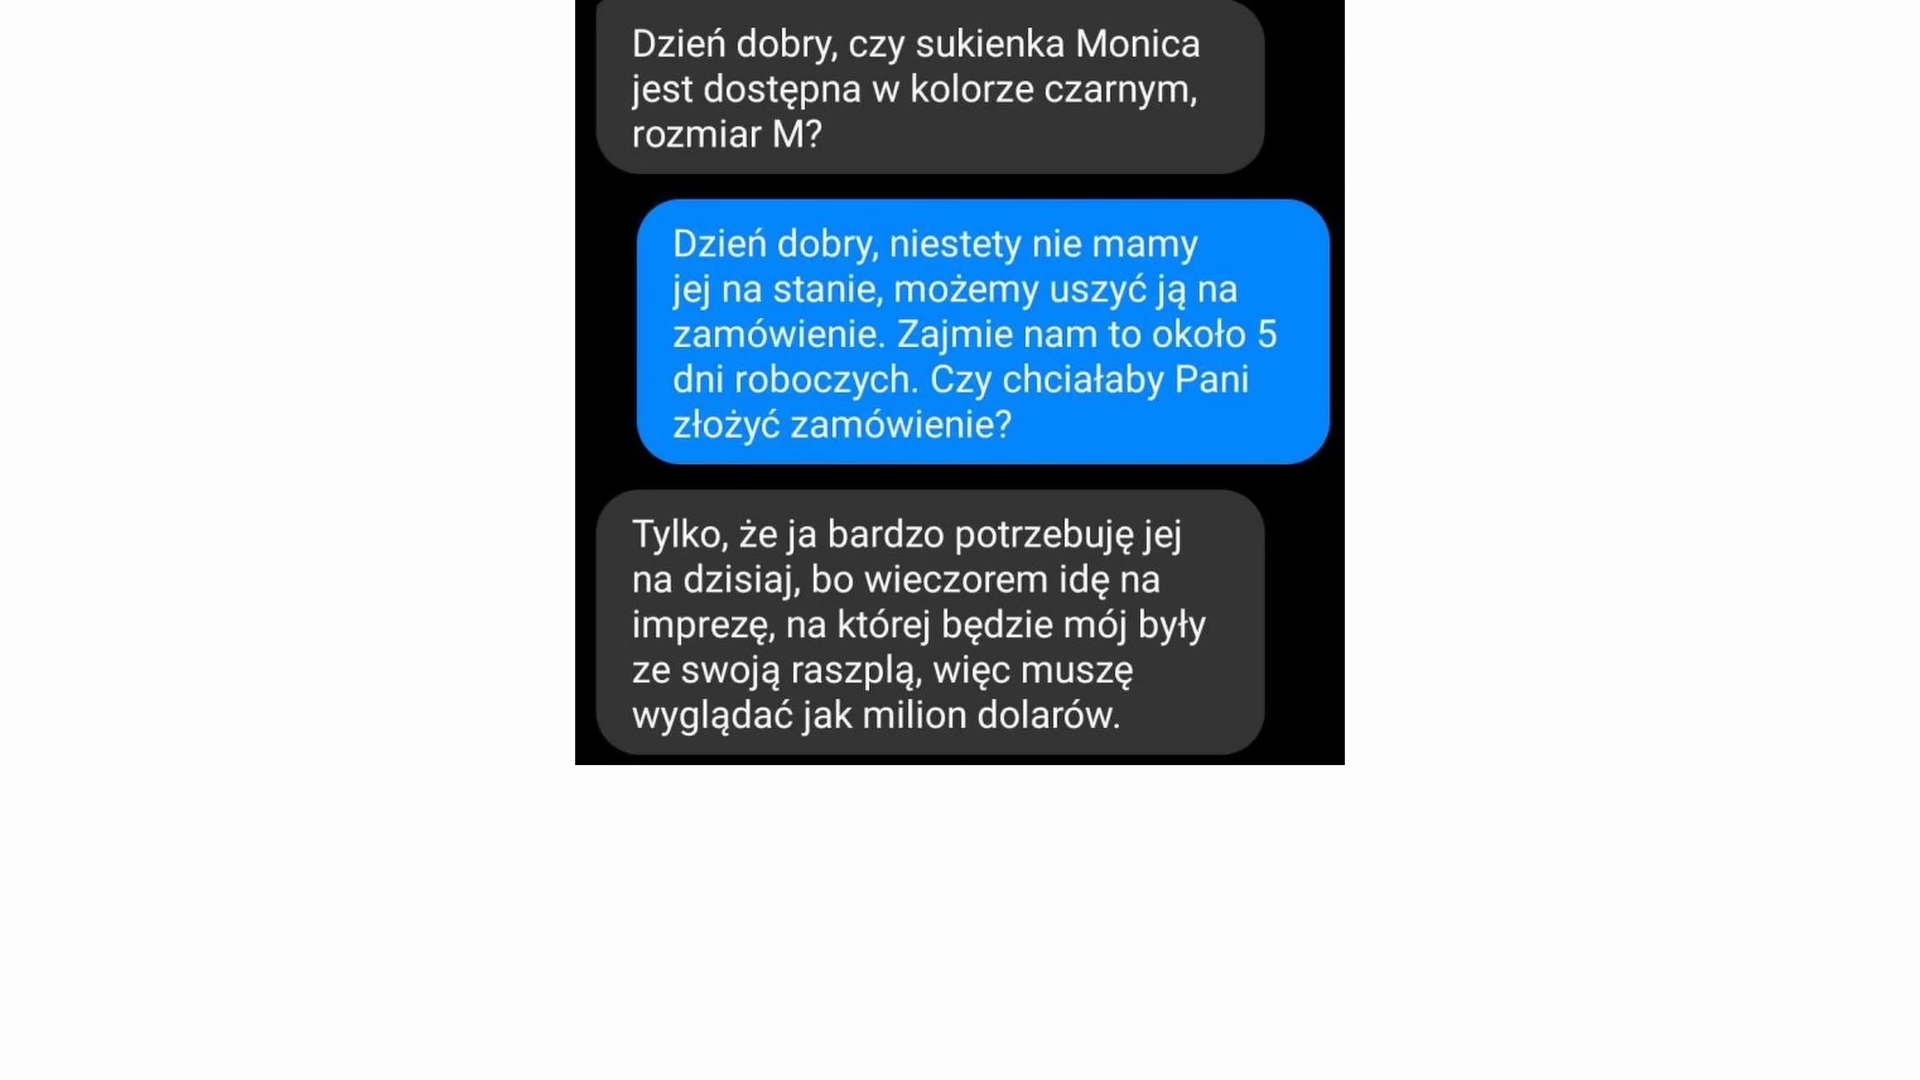 Dzień dobry, czy sukienka Monica
jest dostępna w kolorze czarnym,
rozmiar M?
Dzień dobry, niestety nie mamy
jej na stanie, możemy uszyć ją na
zamówienie. Zajmie nam to około 5
dni roboczych. Czy chciałaby Pani
złożyć zamówienie?
Tylko, że ja bardzo potrzebuję jej
na dzisiaj, bo wieczorem idę na
imprezę, na której będzie mój były
ze swoją raszplą, więc muszę
wyglądać jak milion dolarów.